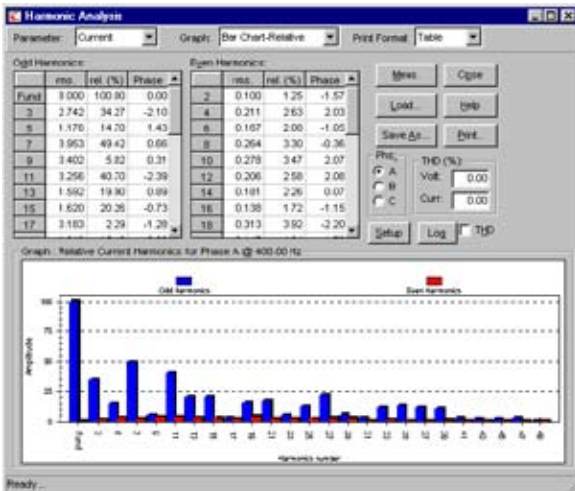 Harmonic Analysis
Parameter: Current Graph: Bar Chart-Relative Print Format: Table
Odd Harmonics: Even Harmonics:
rms. rel. (%) Phase rms. rel. (%) Phase
Fund 8.000 100.00 0.00 2 0.100 1.25 -1.57
3 2.742 34.27 -2.10 4 0.211 2.63 2.03
5 1.176 14.70 1.43 6 0.167 2.08 -1.05
7 3.953 49.42 0.86 8 0.264 3.30 -0.36
9 0.31 10 0.278 3.47 2.07
11 3.256 40.70 -2.39 12 0.206 2.58 2.08
13 1.592 19.90 0.89 14 0.181 2.26 0.07
15 1.620 20.26 -0.73 16 0.138 1.72 -1.15
17 2.29 -1.28 18 0.313 3.92 -2.20
Meas. Close
Load... Help
Save As... Print...
A
B
C
THD (%):
Volt: 0.00
Curr: 0.00
Setup Log THD
Graph : Relative Current Harmonics for Phase A @ 400.00 Hz
Odd Harmonics Even Harmonics
Amplitude
100
75
50
25
0
Fund
Harmonics number
Ready...